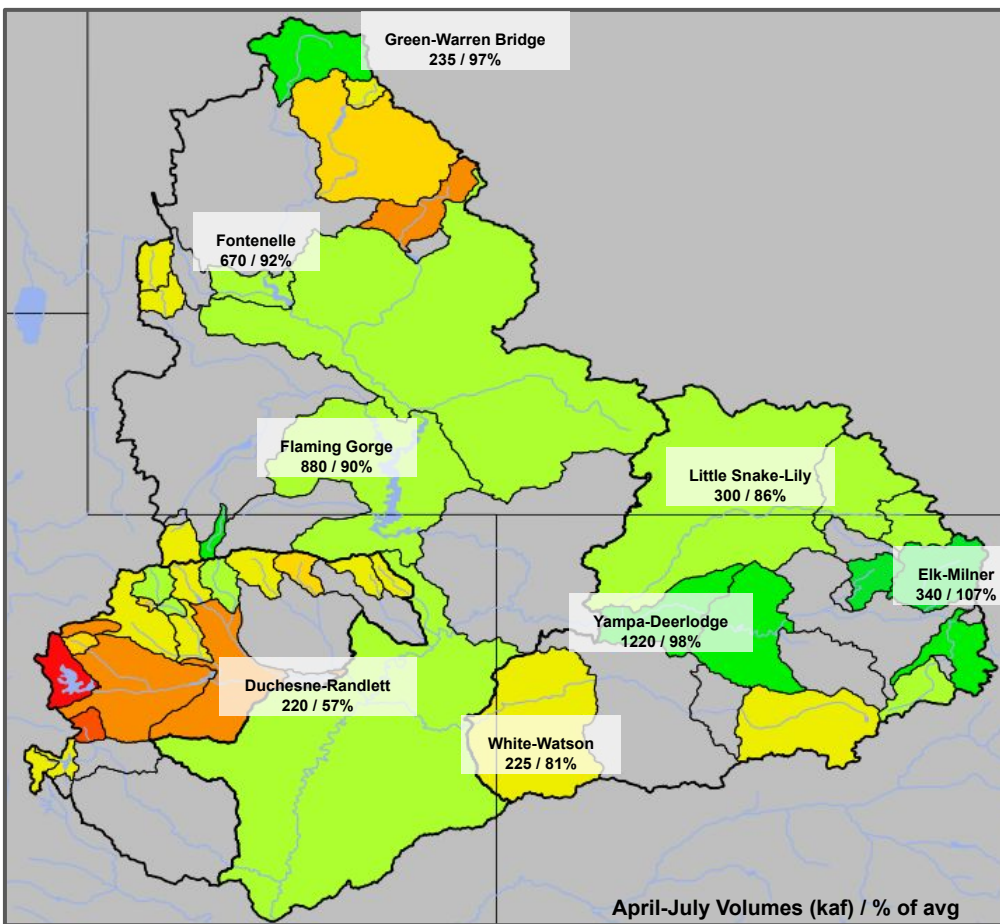 Green-Warren Bridge
235 / 97%
Fontenelle
670 / 92%
Flaming Gorge
880 / 90%
Little Snake-Lily
300 / 86%
Elk-Milner
340 / 107%
Yampa-Deerlodge
1220 / 98%
Duchesne-Randlett
220 / 57%
White-Watson
225 / 81%
April-July Volumes (kaf) / % of avg